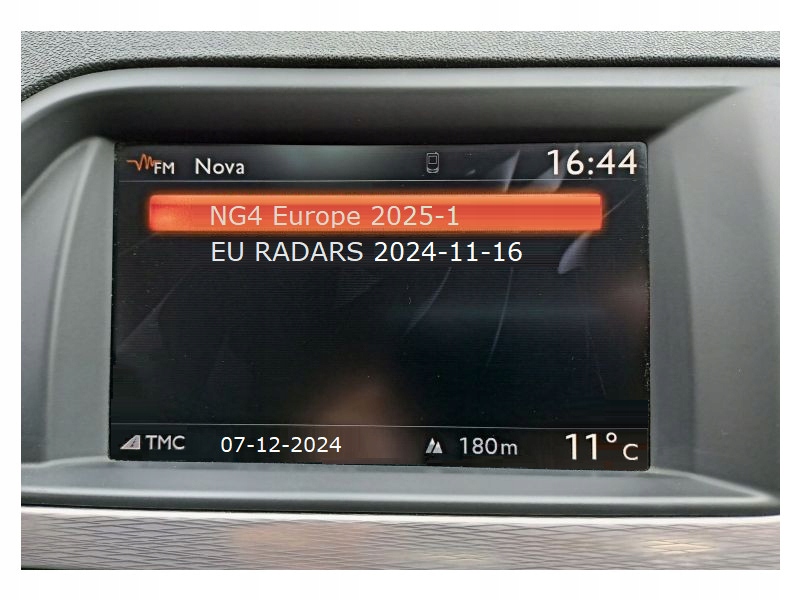 FM Nova 16:44
NG4 Europe 2025-1
EU RADARS 2024-11-16
TMC 07-12-2024 180m 11°C